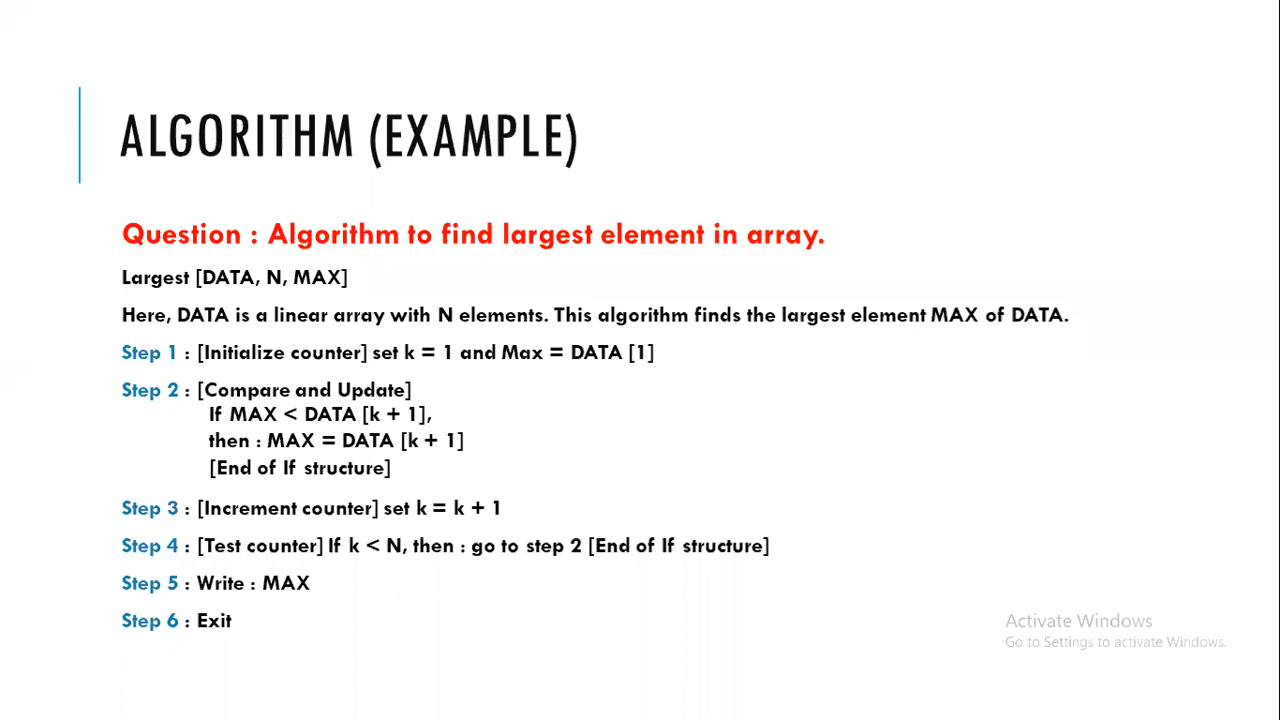 ALGORITHM (EXAMPLE)
Question : Algorithm to find largest element in array.
Largest [DATA, N, MAX]
Here, DATA is a linear array with N elements. This algorithm finds the largest element MAX of DATA.
Step 1 : [Initialize counter] set k = 1 and Max = DATA [1]
Step 2 : [Compare and Update]
If MAX < DATA [k + 1],
then : MAX = DATA [k + 1]
[End of If structure]
Step 3 : [Increment counter] set k = k + 1
Step 4 : [Test counter] If k < N, then : go to step 2 [End of If structure]
Step 5 : Write : MAX
Step 6 : Exit
Activate Windows
Go to Settings to activate Windows.